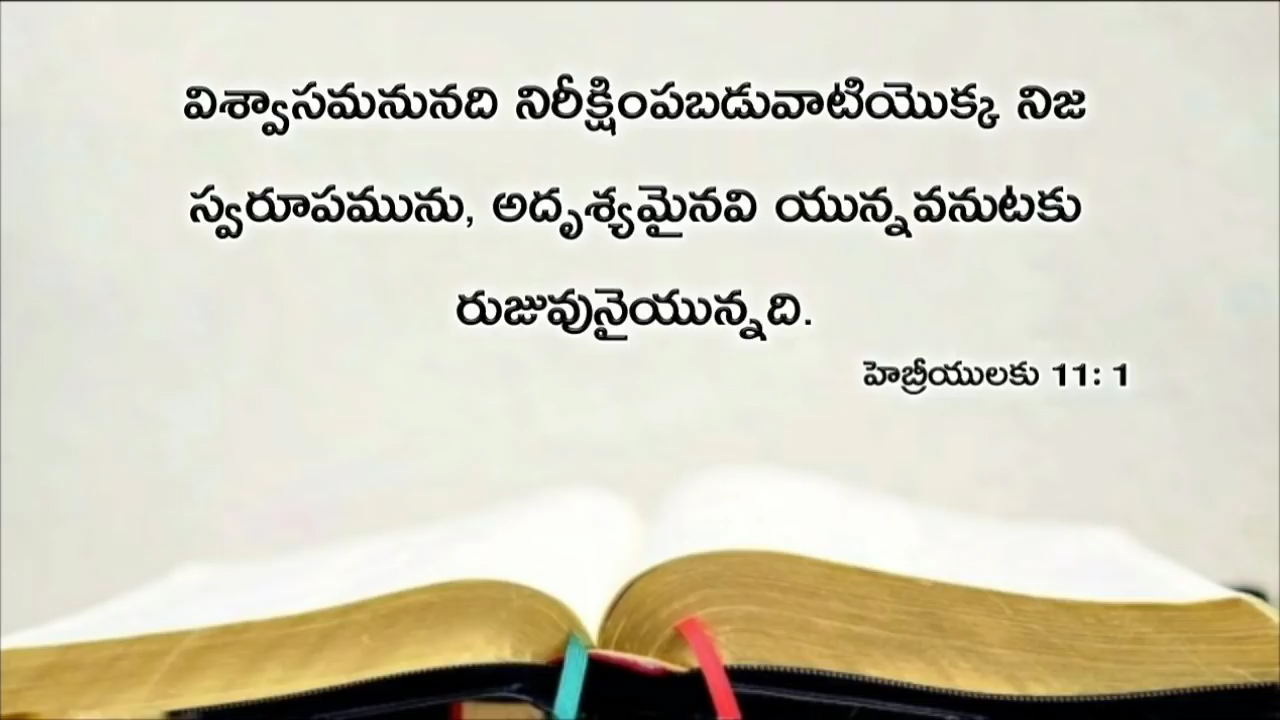 విశ్వాసమనునది నిరీక్షింపబడువాటియొక్క నిజ
స్వరూపమును, అదృశ్యమైనవి యున్నవనుటకు
రుజువునైయున్నది.
హెబ్రీయులకు 11: 1